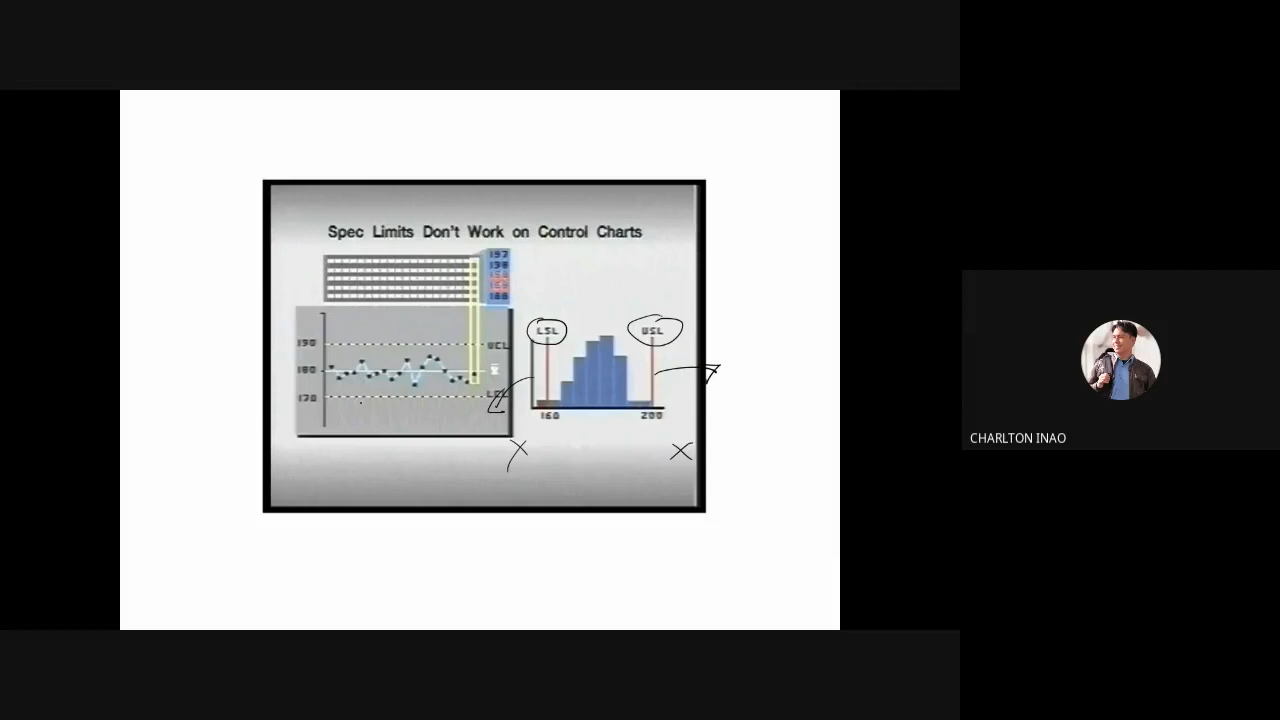 Spec Limits Don't Work on Control Charts
197
198
188
190
UCL
180
X
LCL
170
LSL
USL
160
200
X
X
CHARLTON INAO